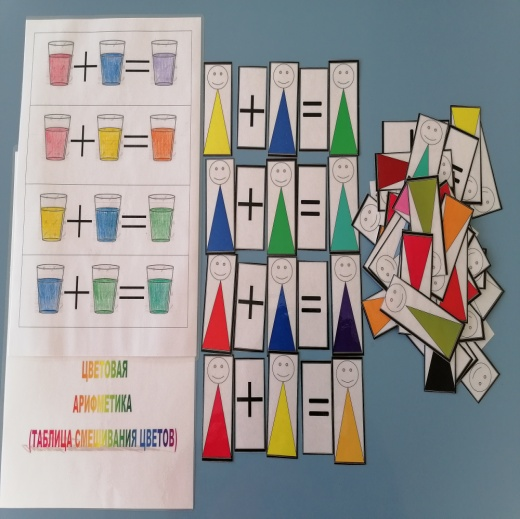 + =
+ =
+ =
+ =
ЦВЕТОВАЯ
АРИФМЕТИКА
(ТАБЛИЦА СМЕШИВАНИЯ ЦВЕТОВ)
+ =
+ =
+ =
+ =